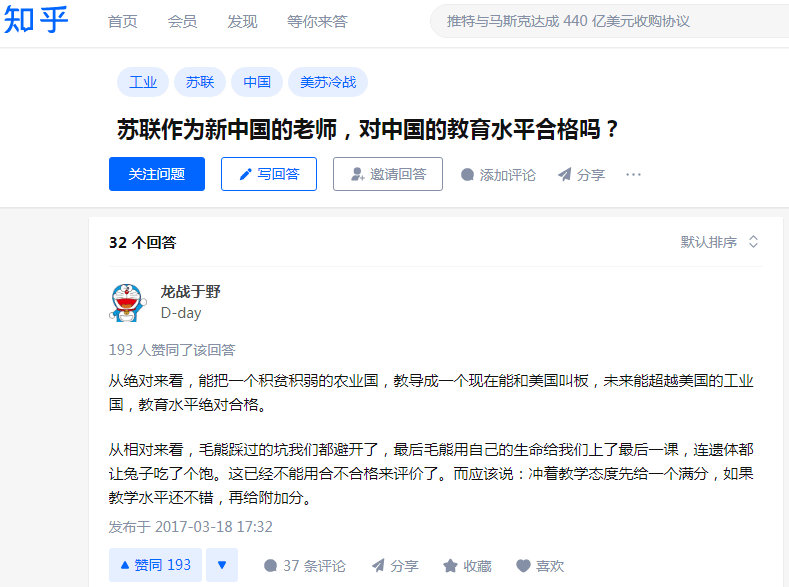 知乎 首页 会员 发现 等你来答 推特与马斯克达成 440 亿美元收购协议
工业 苏联 中国 美苏冷战
苏联作为新中国的老师，对中国的教育水平合格吗？
关注问题 写回答 邀请回答 添加评论 分享 ···
32 个回答 默认排序
龙战于野
D-day
193 人赞同了该回答
从绝对来看，能把一个积贫积弱的农业国，教导成一个现在能和美国叫板，未来能超越美国的工业
国，教育水平绝对合格。
从相对来看，毛能踩过的坑我们都避开了，最后毛能用自己的生命给我们上了最后一课，连遗体都
让兔子吃了个饱。这已经不能用合不合格来评价了。而应该说：冲着教学态度先给一个满分，如果
教学水平还不错，再给附加分。
发布于 2017-03-18 17:32
赞同 193 37 条评论 分享 收藏 喜欢